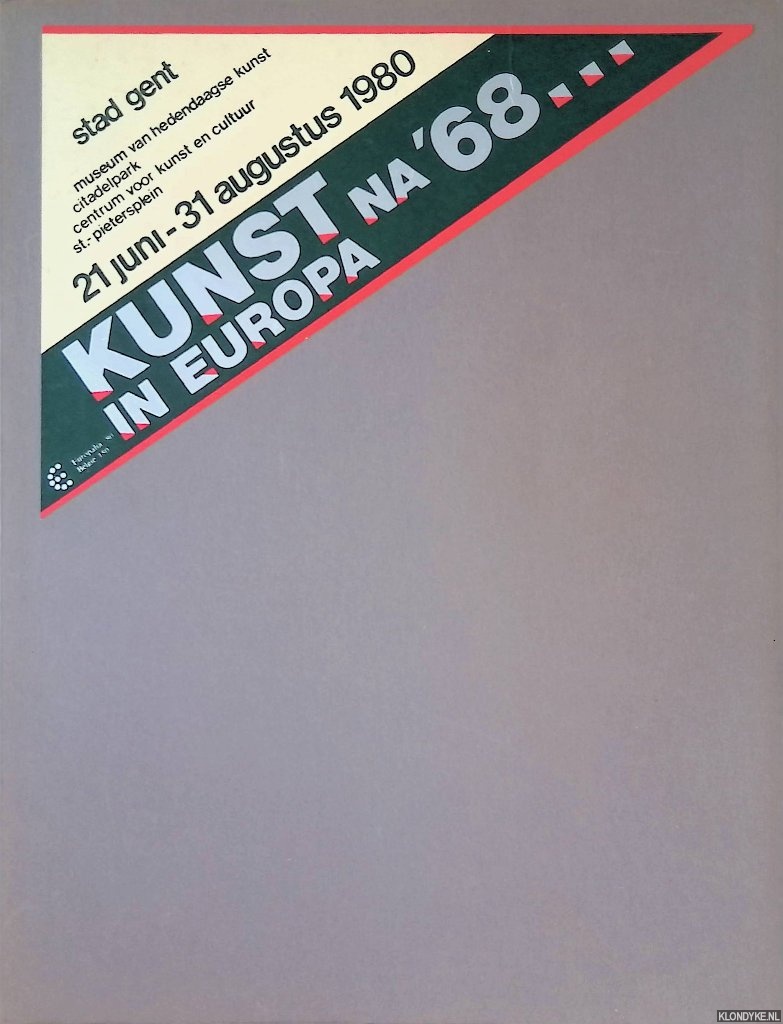 stad gent
museum van hedendaagse kunst
citadelpark
centrum voor kunst en cultuur
st.-pietersplein
21 juni - 31 augustus 1980
KUNST NA '68...
IN EUROPA
KLONDYKE.NL